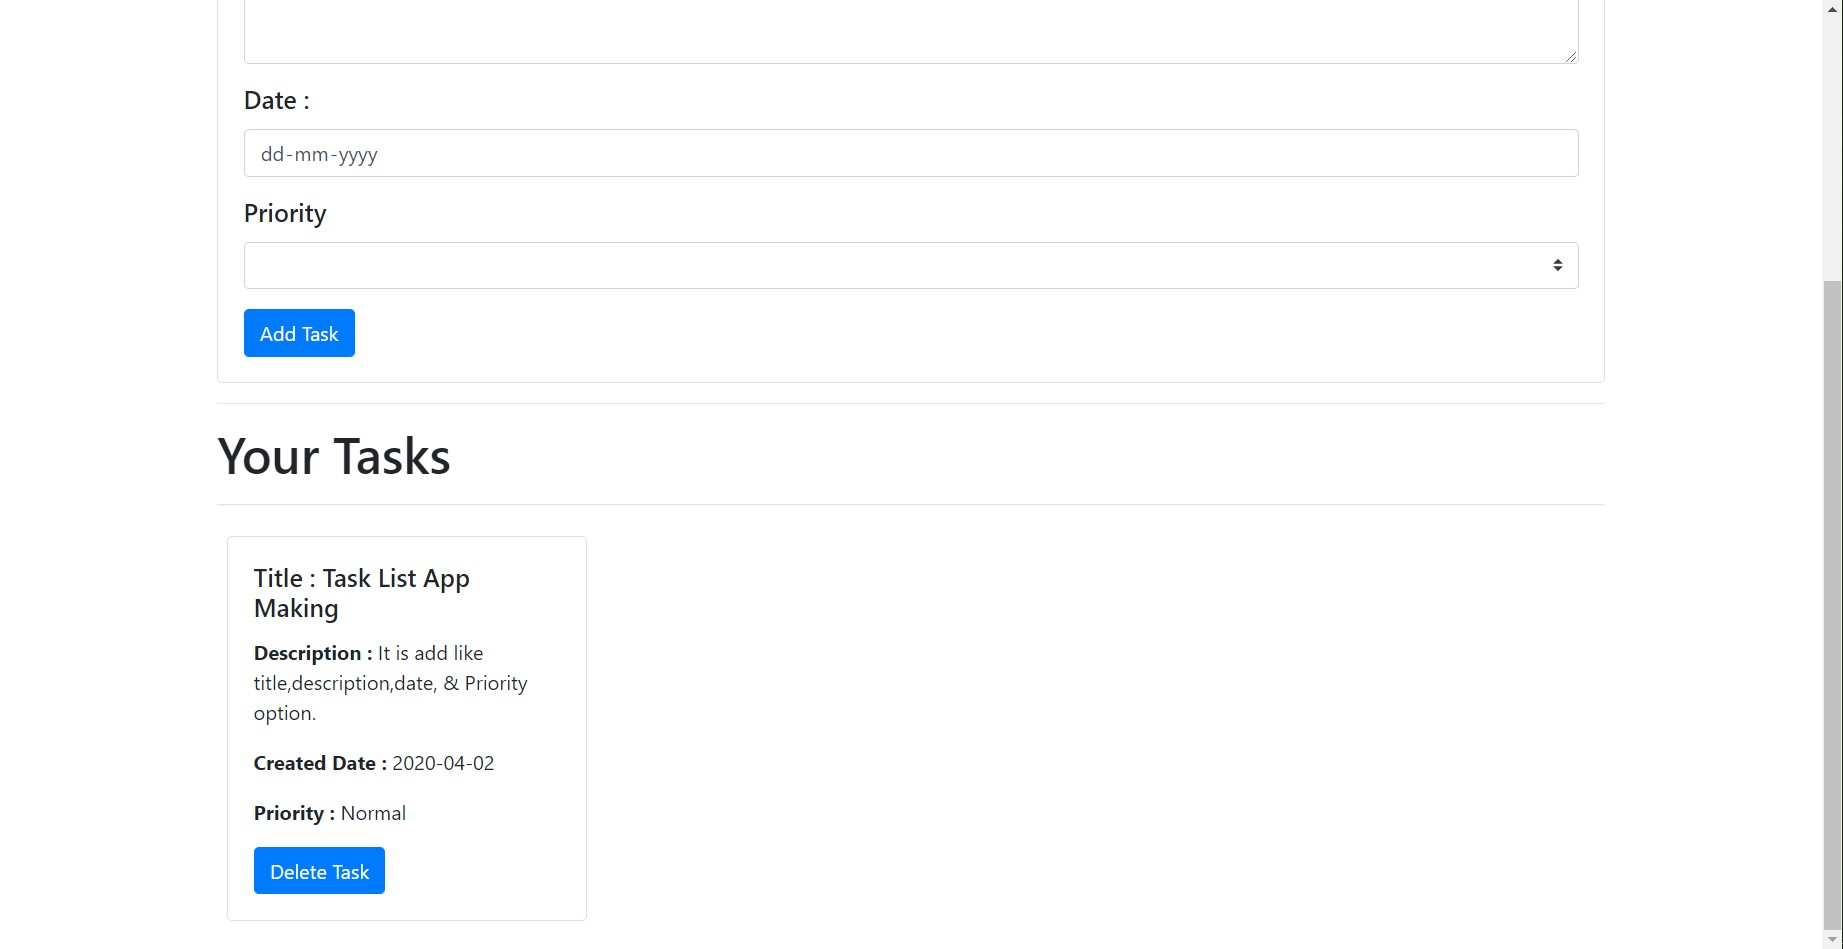 Date :
dd-mm-yyyy
Priority
Add Task
Your Tasks
Title : Task List App
Making
Description : It is add like
title,description,date, & Priority
option.
Created Date : 2020-04-02
Priority : Normal
Delete Task